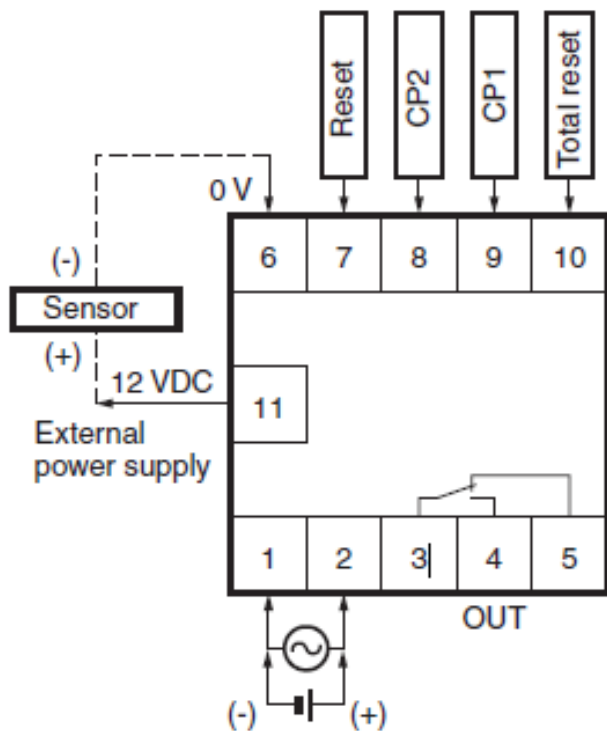 Reset
CP2
CP1
Total reset
0 V
6 7 8 9 10
(-)
Sensor
(+)
12 VDC
11
External
power supply
1 2 3 4 5
OUT
(-) (+)